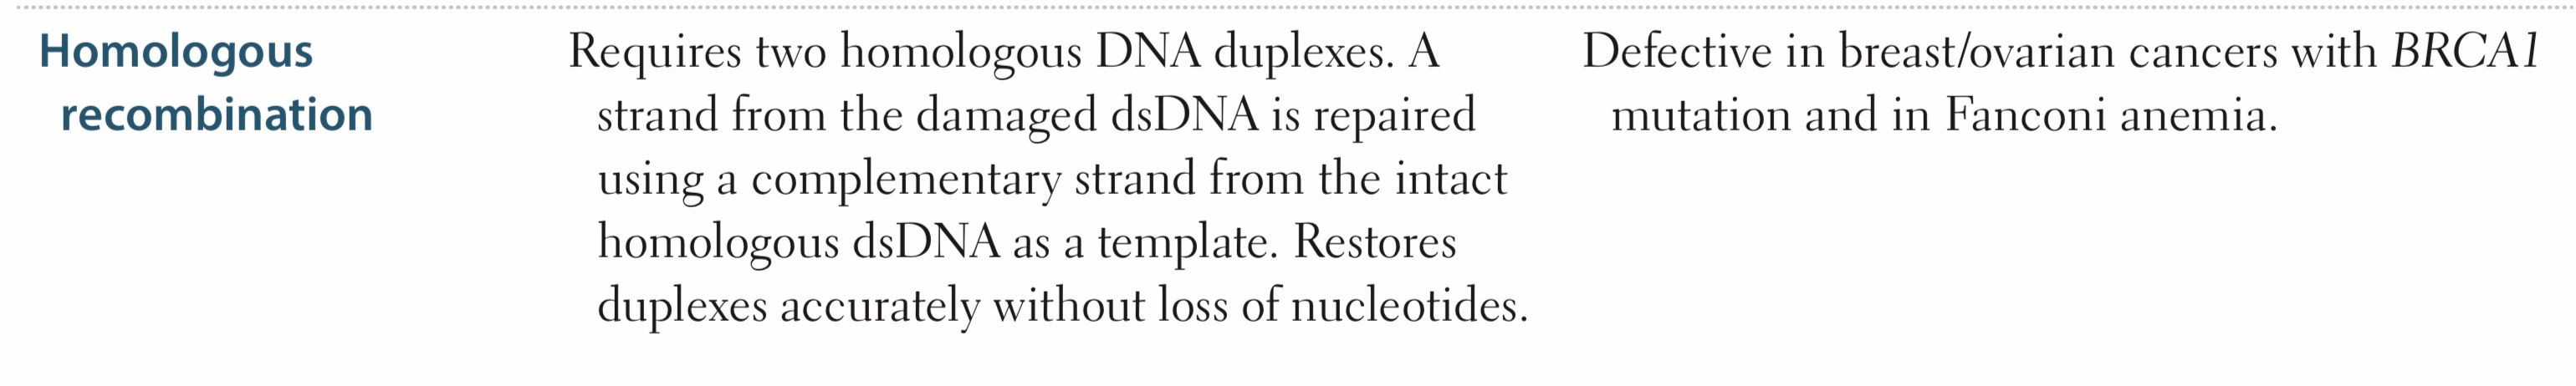 Homologous
recombination
Requires two homologous DNA duplexes. A
strand from the damaged dsDNA is repaired
using a complementary strand from the intact
homologous dsDNA as a template. Restores
duplexes accurately without loss of nucleotides.
Defective in breast/ovarian cancers with BRCA1
mutation and in Fanconi anemia.